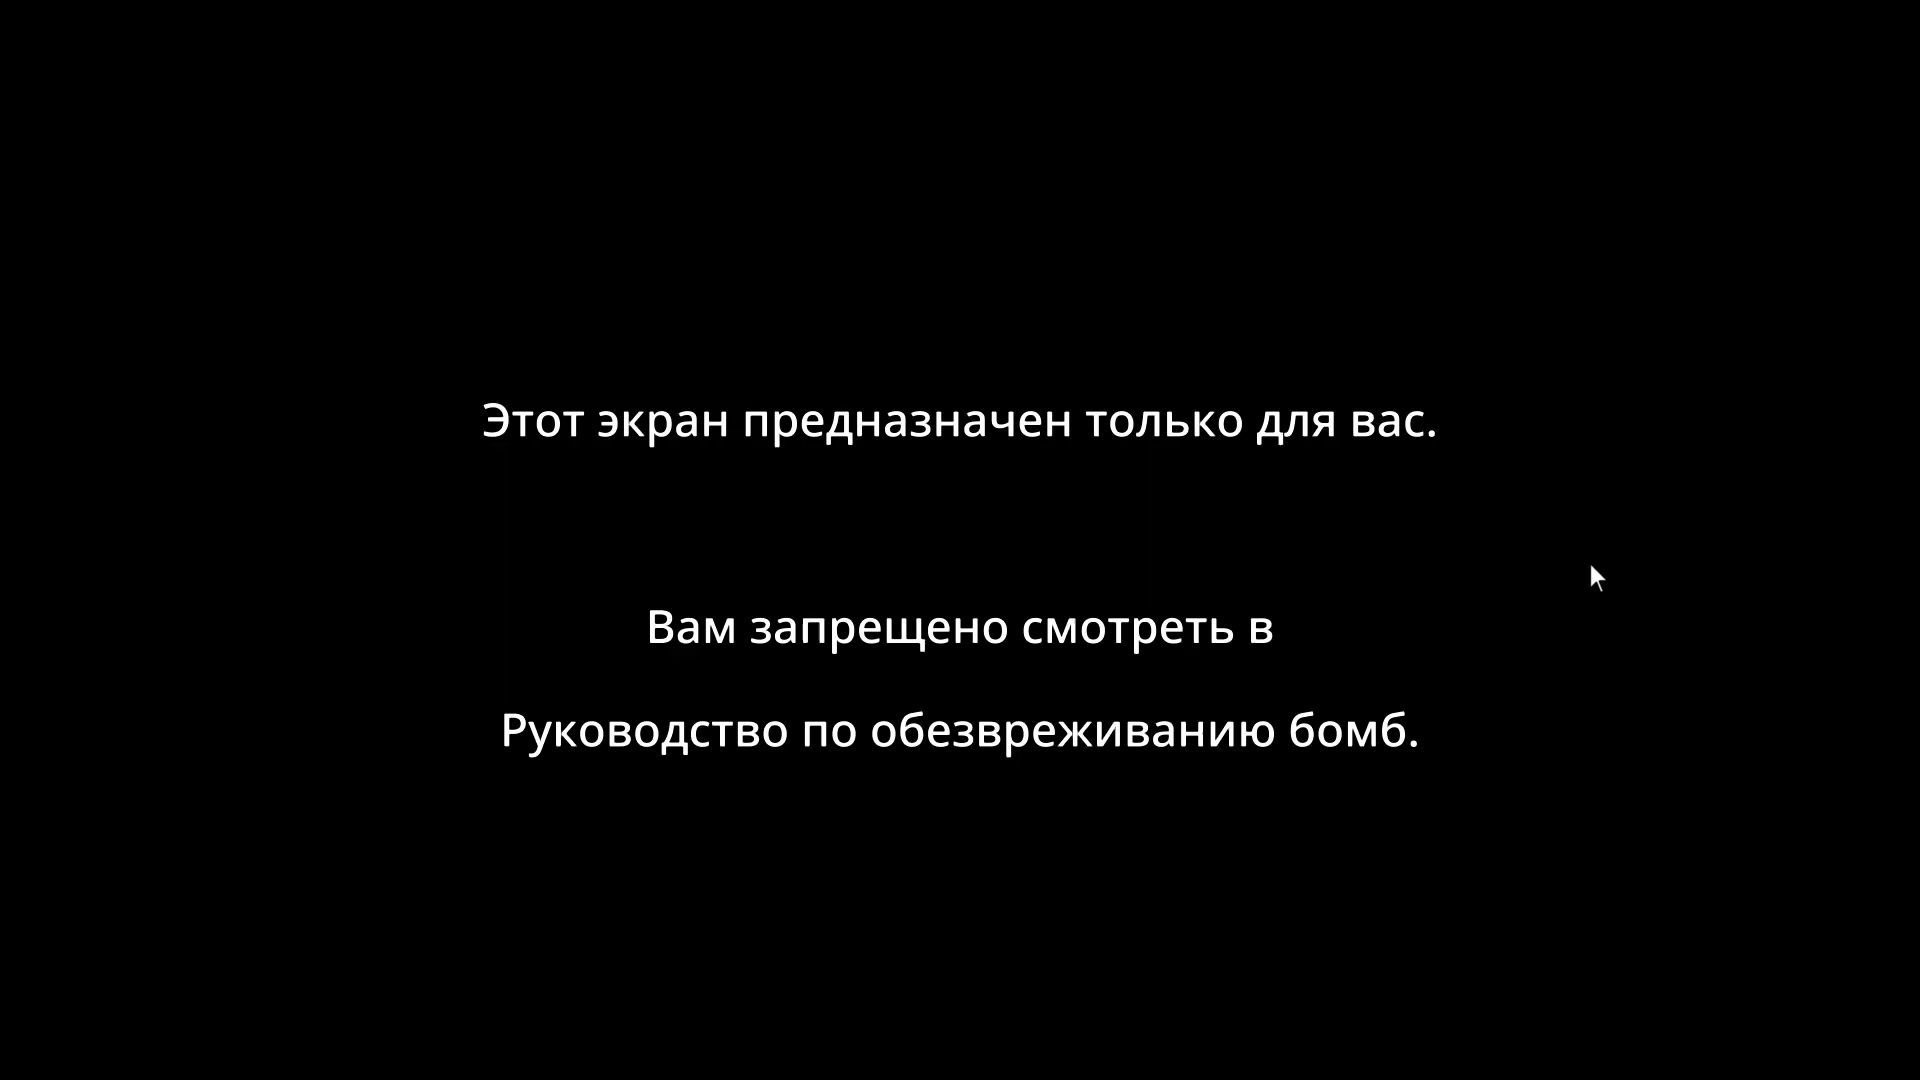 Этот экран предназначен только для вас.
Вам запрещено смотреть в
Руководство по обезвреживанию бомб.